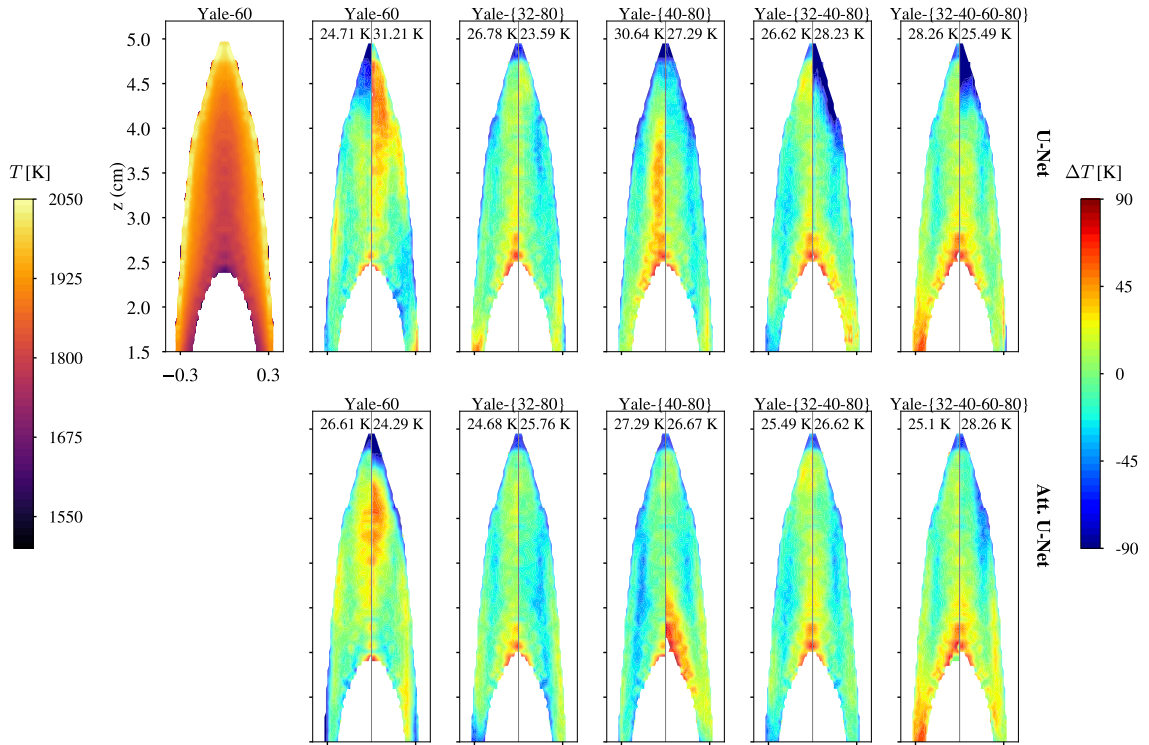 Yale-60 Yale-60 Yale-{32-80} Yale-{40-80} Yale-{32-40-80} Yale-{32-40-60-80}
24.71 K 31.21 K 26.78 K 23.59 K 30.64 K 27.29 K 26.62 K 28.23 K 28.26 K 25.49 K
5.0
4.5
4.0
3.5
3.0
2.5
2.0
1.5
z (cm)
−0.3 0.3
U-Net
T [K]
2050
1925
1800
1675
1550
ΔT [K]
90
45
0
-45
-90
Yale-60 Yale-{32-80} Yale-{40-80} Yale-{32-40-80} Yale-{32-40-60-80}
26.61 K 24.29 K 24.68 K 25.76 K 27.29 K 26.67 K 25.49 K 26.62 K 25.1 K 28.26 K
Att. U-Net